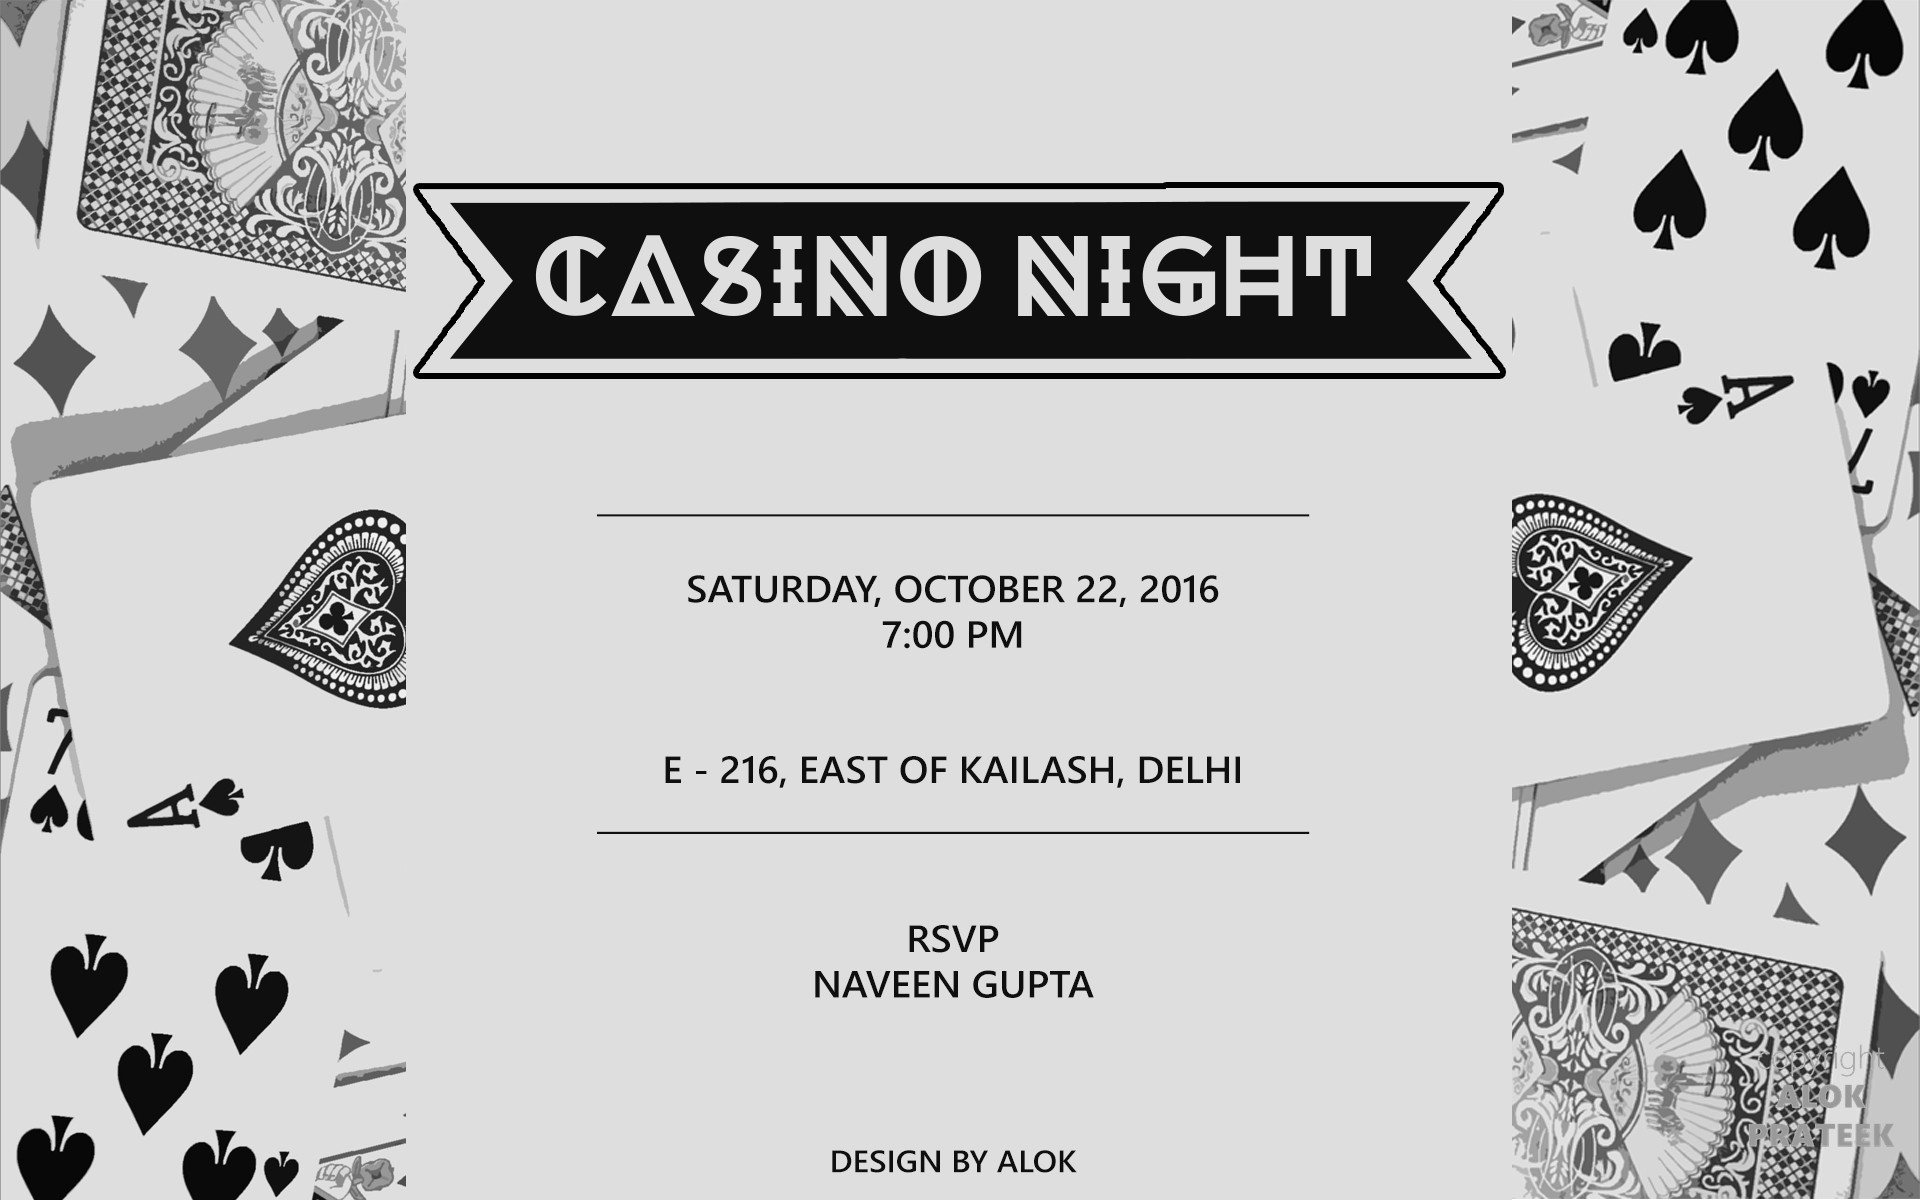 CASINO NIGHT
SATURDAY, OCTOBER 22, 2016
7:00 PM
E - 216, EAST OF KAILASH, DELHI
RSVP
NAVEEN GUPTA
DESIGN BY ALOK
copyright
ALOK
PRATEEK
A
A
7